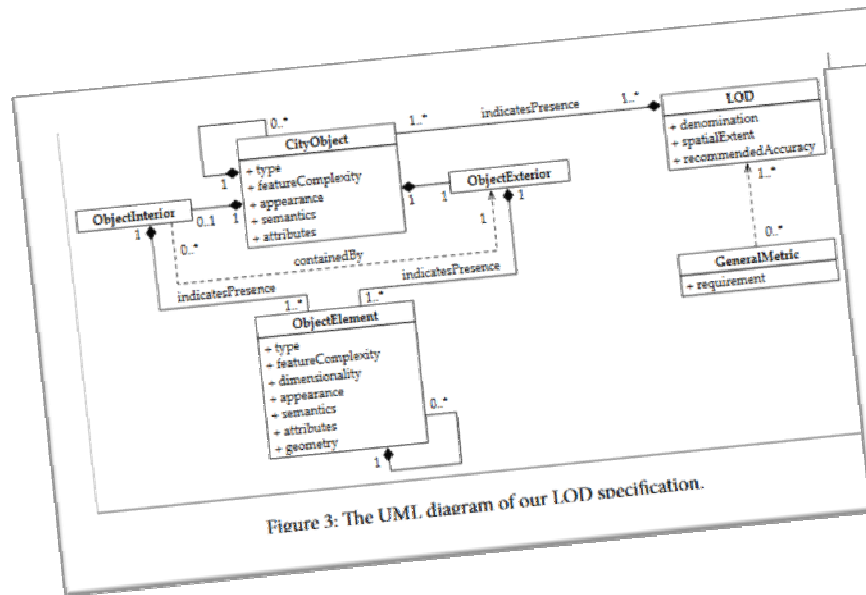 0..*
1..*
indicatesPresence
1..*
LOD
+ denomination
+ spatialExtent
+ recommendedAccuracy
CityObject
+ type
+ featureComplexity
+ appearance
+ semantics
+ attributes
1
ObjectInterior
0..1
1
1
1
ObjectExterior
1
1
1
0..*
containedBy
indicatesPresence
indicatesPresence
1..*
0..*
GeneralMetric
+ requirement
1..*
1..*
ObjectElement
+ type
+ featureComplexity
+ dimensionality
+ appearance
+ semantics
+ attributes
+ geometry
0..*
1
Figure 3: The UML diagram of our LOD specification.